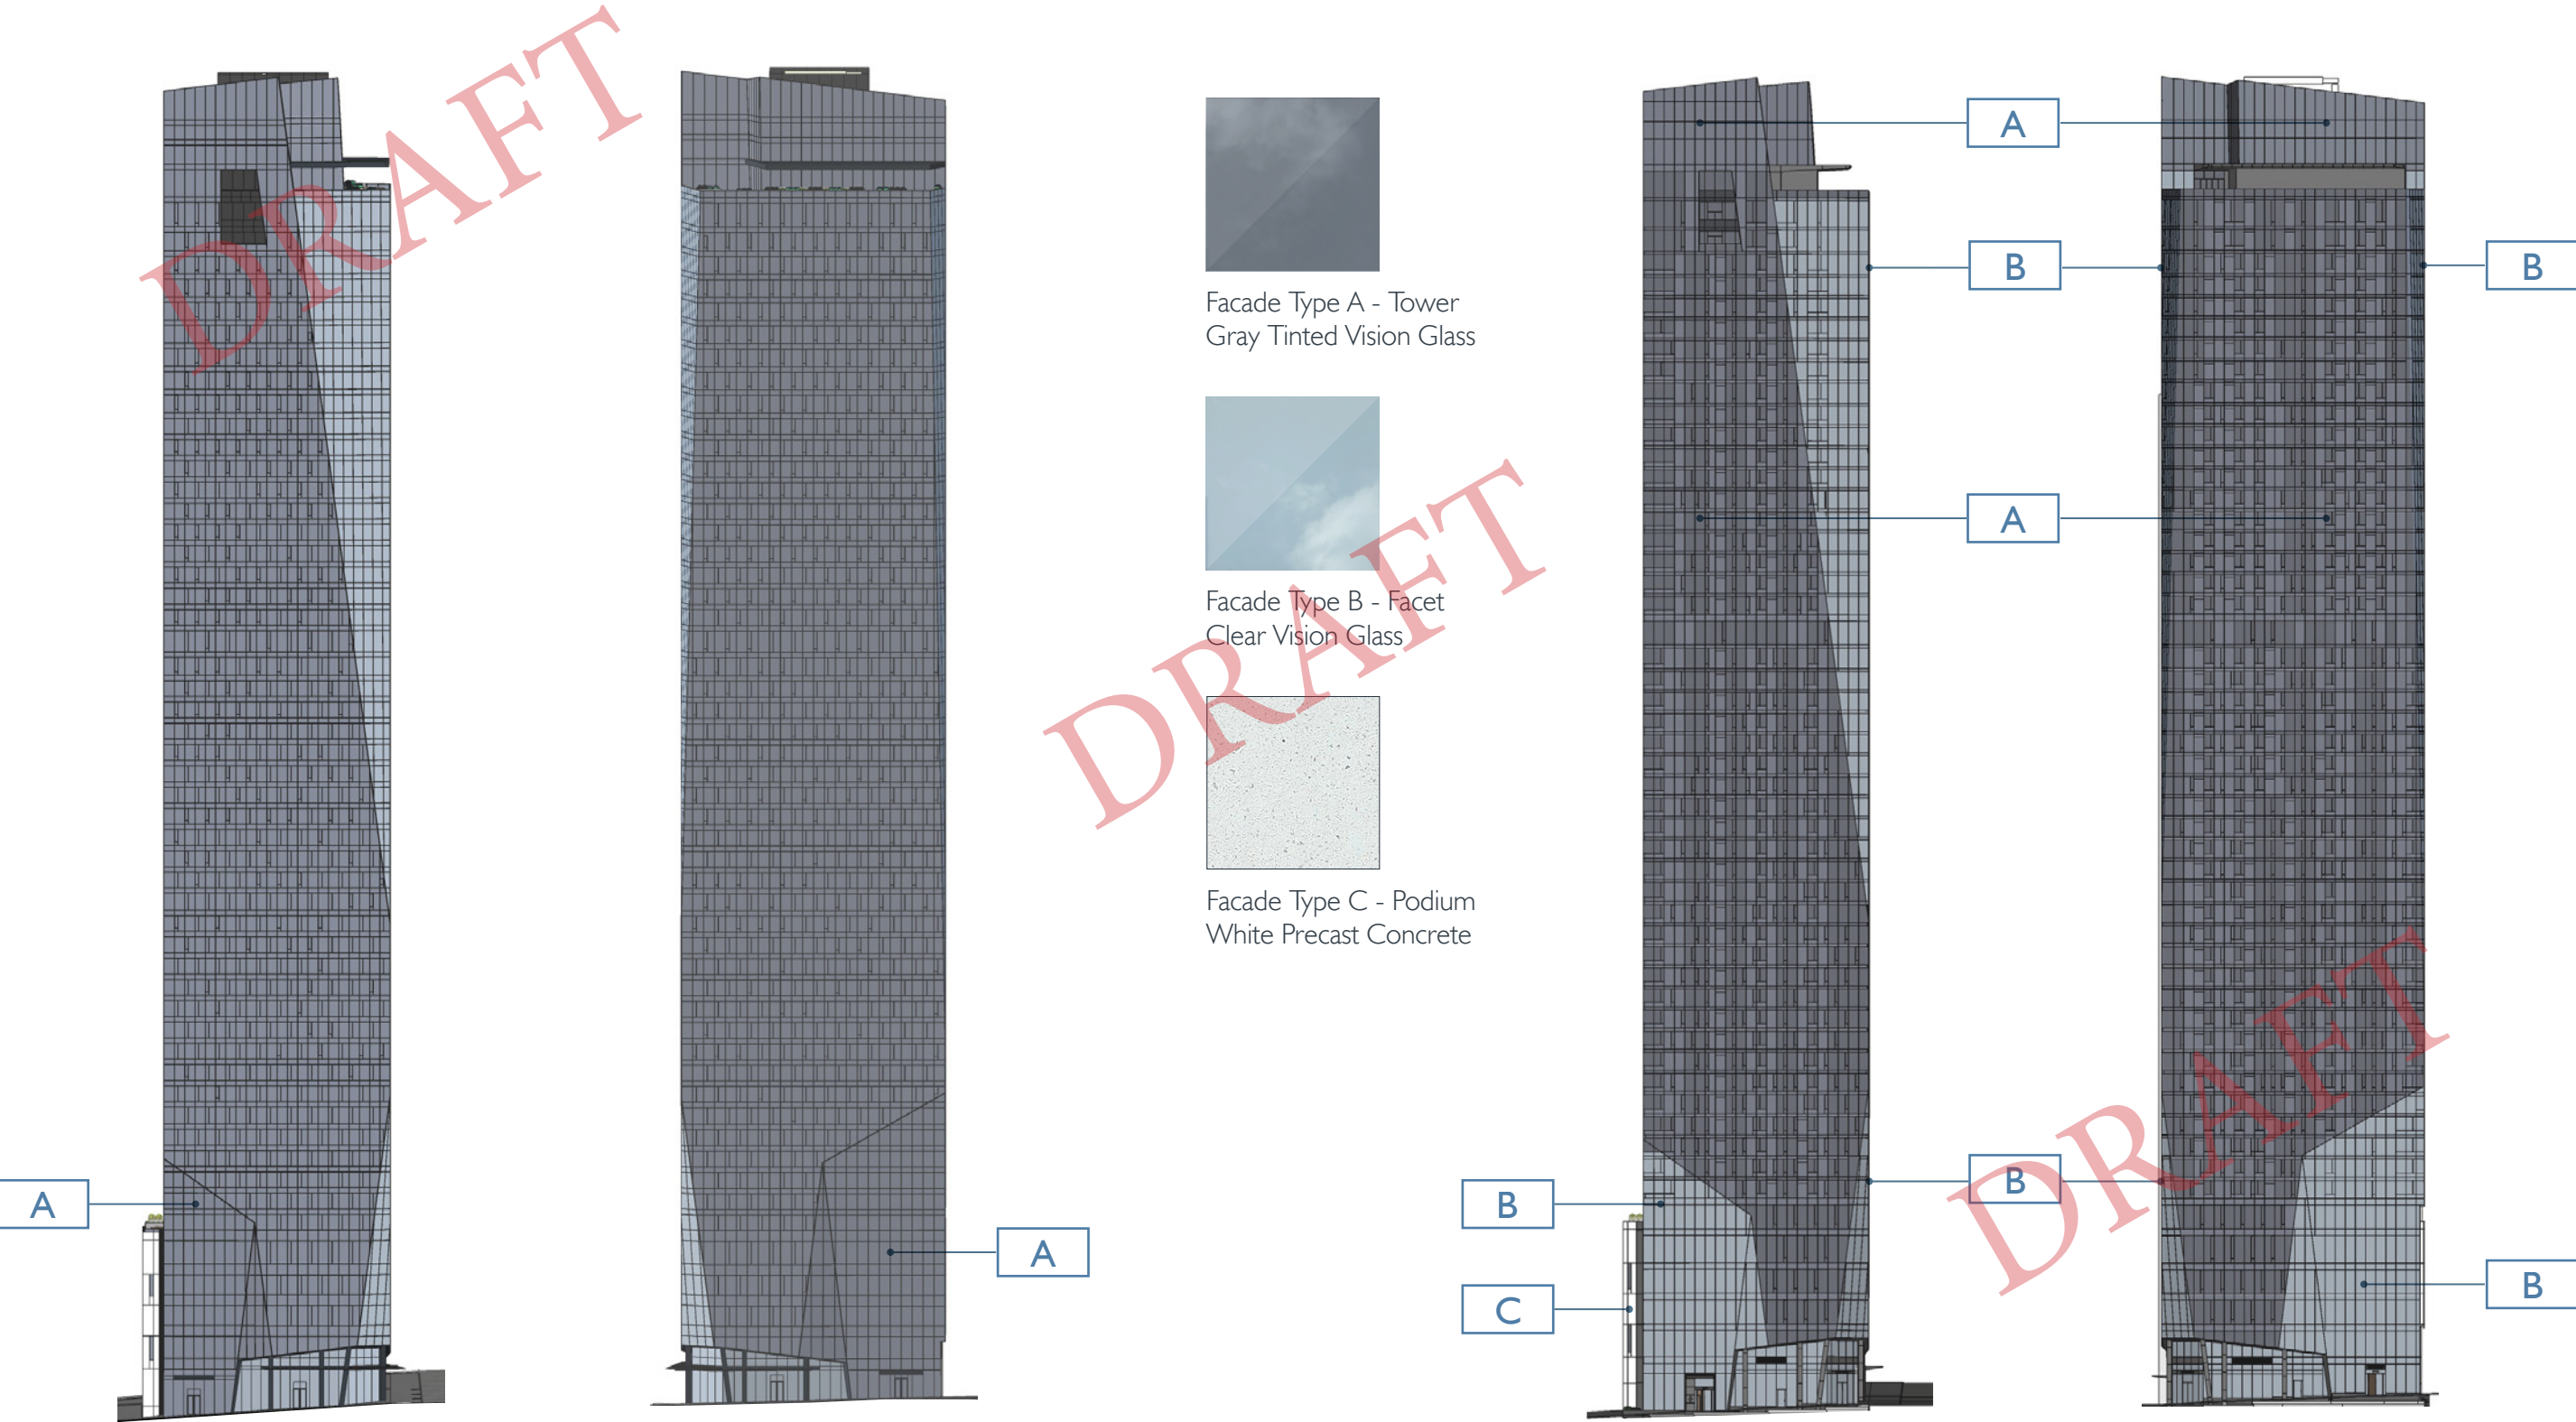 DRAFT
A
A
Facade Type A - Tower
Gray Tinted Vision Glass
Facade Type B - Facet
Clear Vision Glass
DRAFT
Facade Type C - Podium
White Precast Concrete
A
B
B
A
B
B
C
B
DRAFT